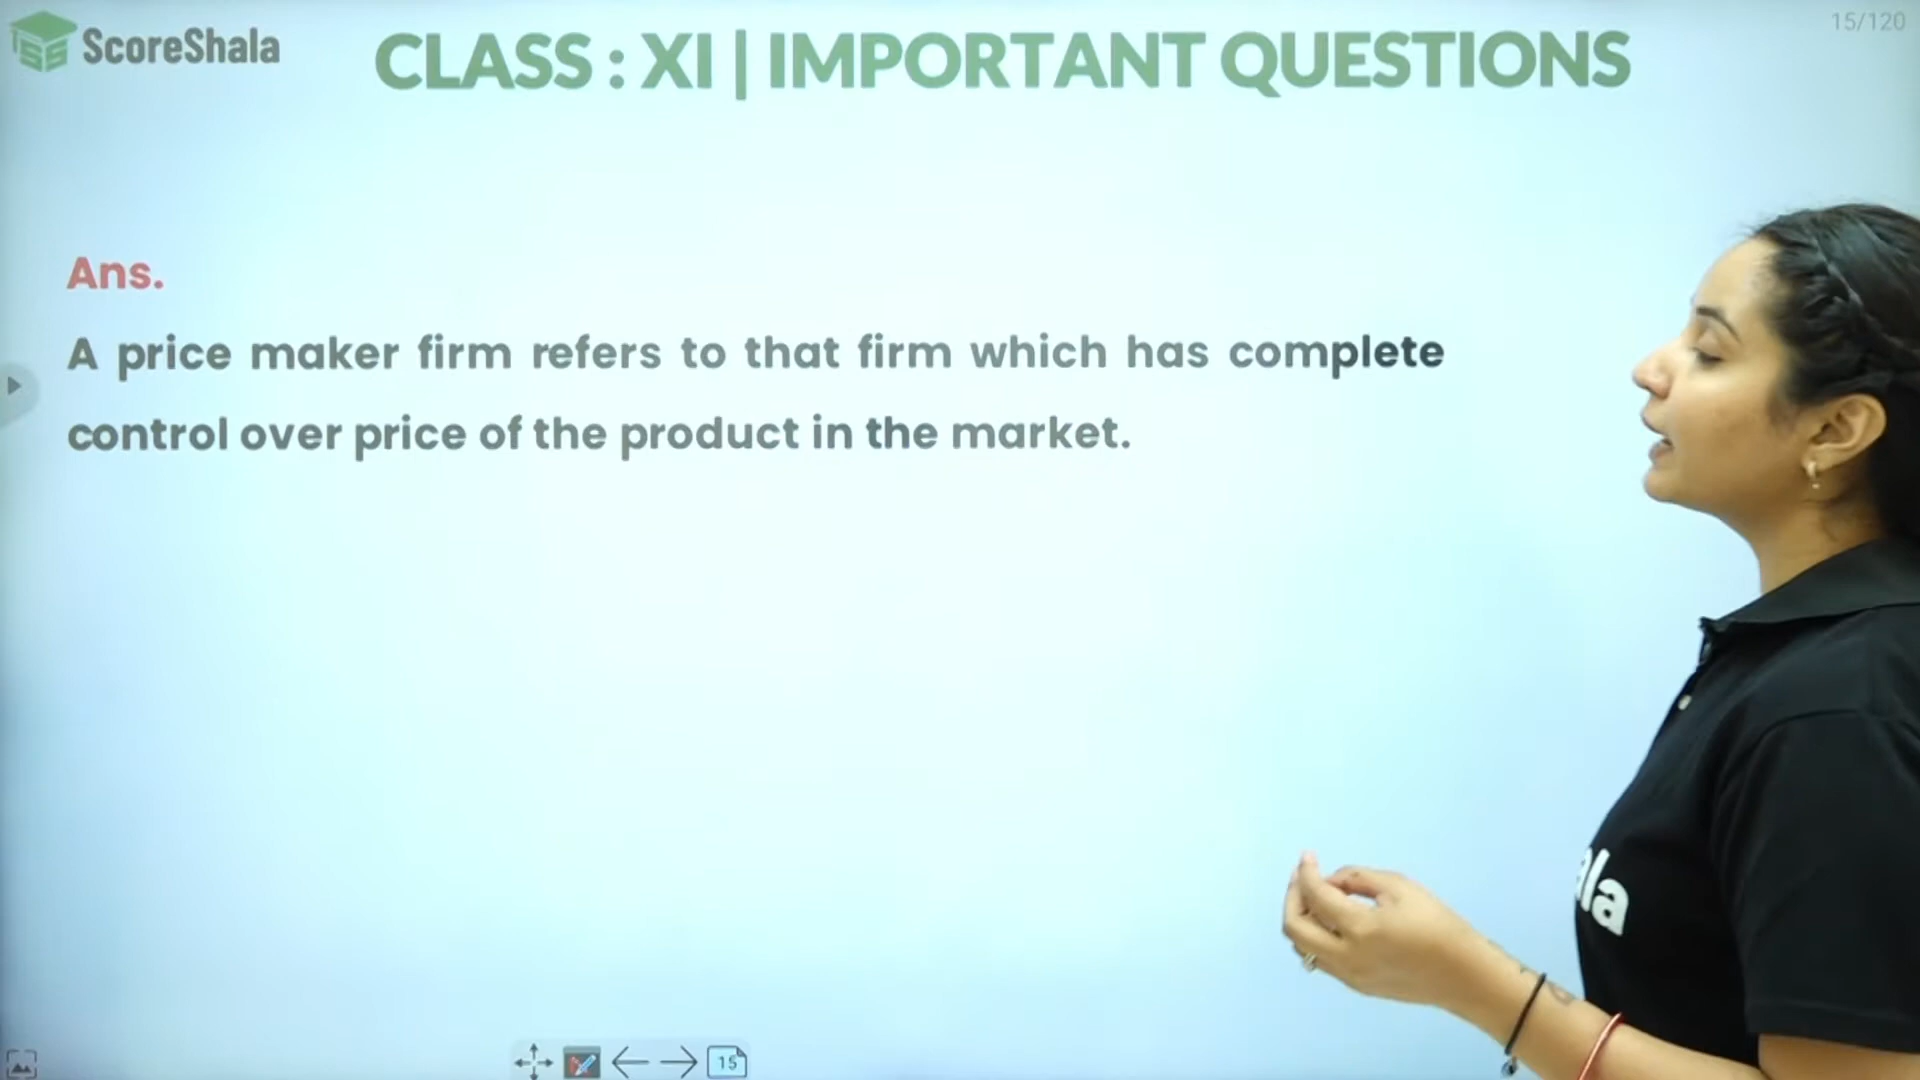 ScoreShala
CLASS : XI | IMPORTANT QUESTIONS
15/120
Ans.
A price maker firm refers to that firm which has complete
control over price of the product in the market.
ala
15